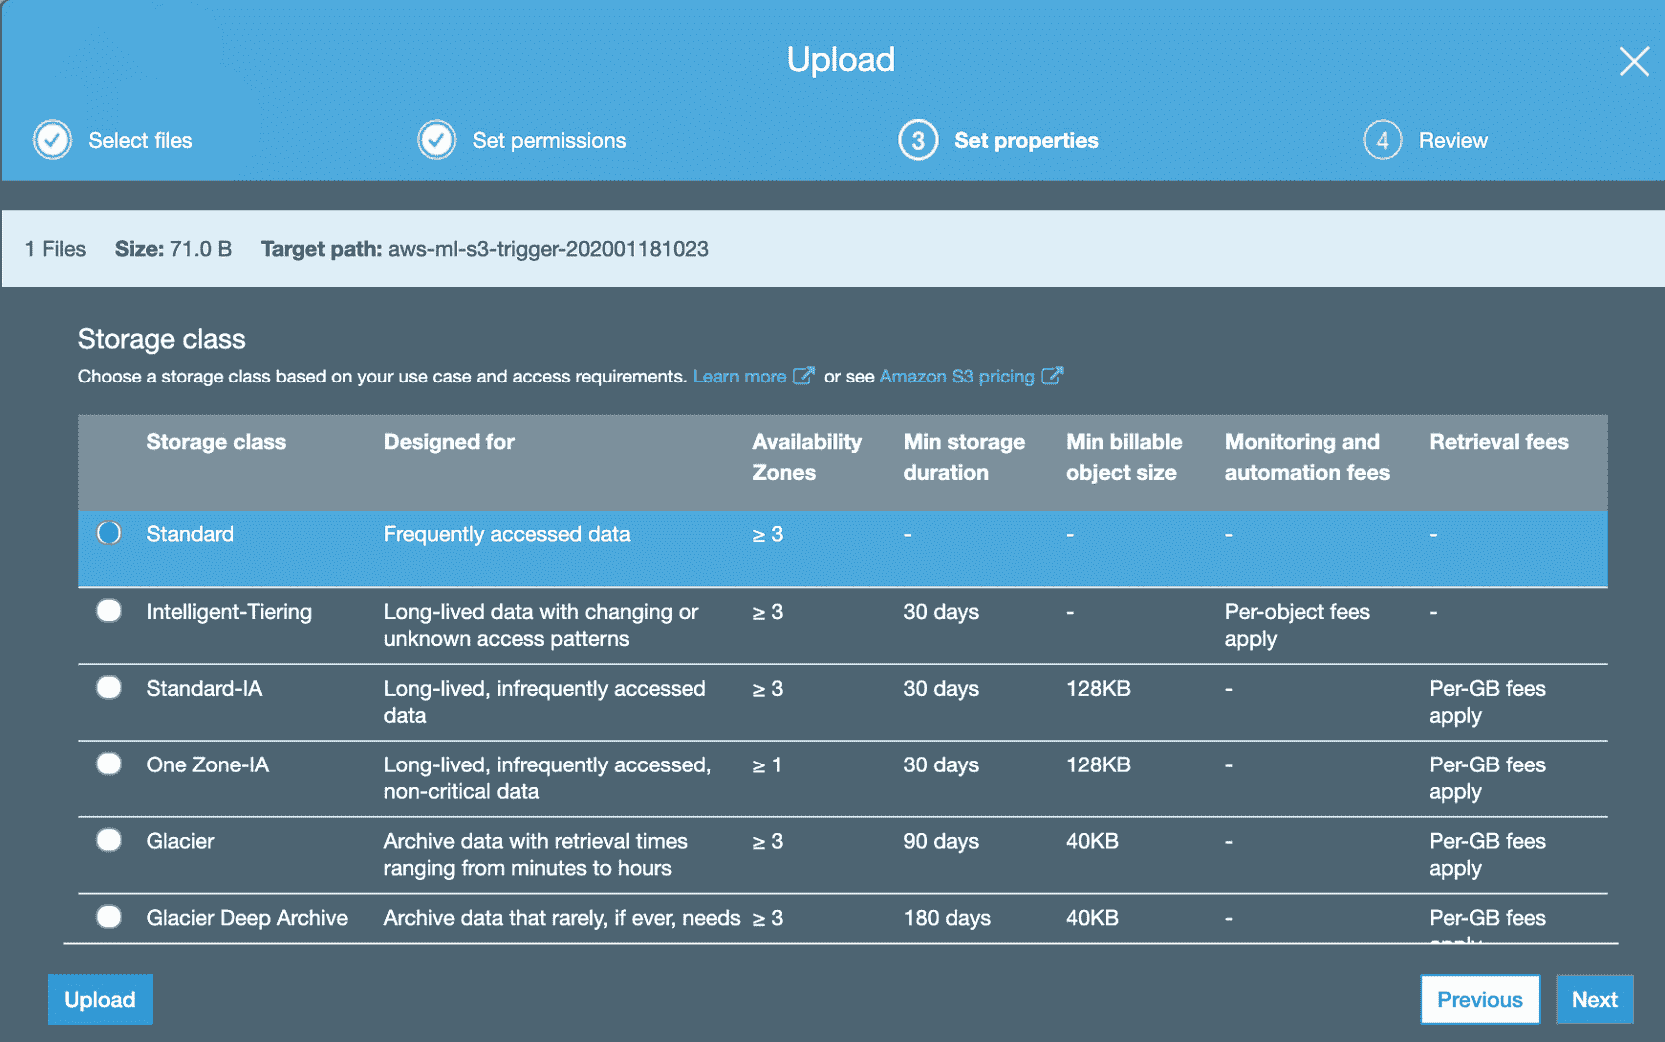 Upload
Select files
Set permissions
3 Set properties
4 Review
1 Files Size: 71.0 B Target path: aws-ml-s3-trigger-202001181023
Storage class
Choose a storage class based on your use case and access requirements. Learn more or see Amazon S3 pricing
Storage class Designed for Availability Zones Min storage duration Min billable object size Monitoring and automation fees Retrieval fees
Standard Frequently accessed data ≥ 3 - - - -
Intelligent-Tiering Long-lived data with changing or unknown access patterns ≥ 3 30 days - Per-object fees apply -
Standard-IA Long-lived, infrequently accessed data ≥ 3 30 days 128KB - Per-GB fees apply
One Zone-IA Long-lived, infrequently accessed, non-critical data ≥ 1 30 days 128KB - Per-GB fees apply
Glacier Archive data with retrieval times ranging from minutes to hours ≥ 3 90 days 40KB - Per-GB fees apply
Glacier Deep Archive Archive data that rarely, if ever, needs ≥ 3 180 days 40KB - Per-GB fees
Upload
Previous
Next